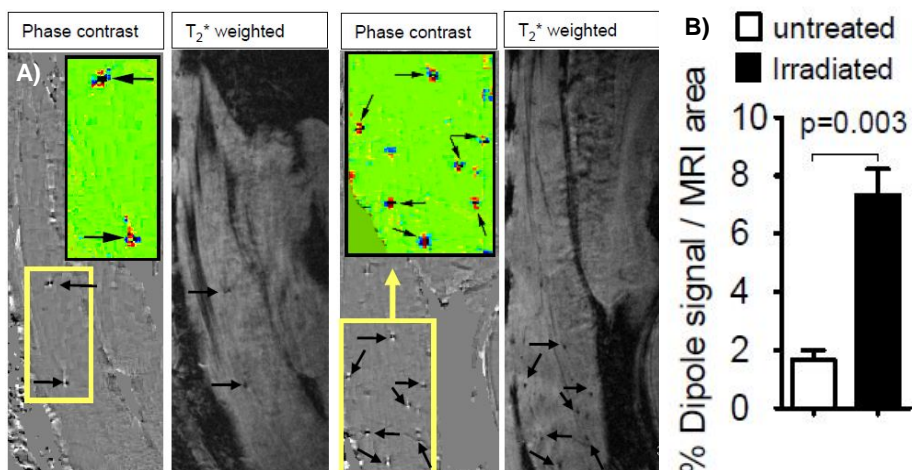 Phase contrast
T2* weighted
Phase contrast
T2* weighted
A)
B)
untreated
Irradiated
p=0.003
10
8
6
4
2
0
% Dipole signal / MRI area